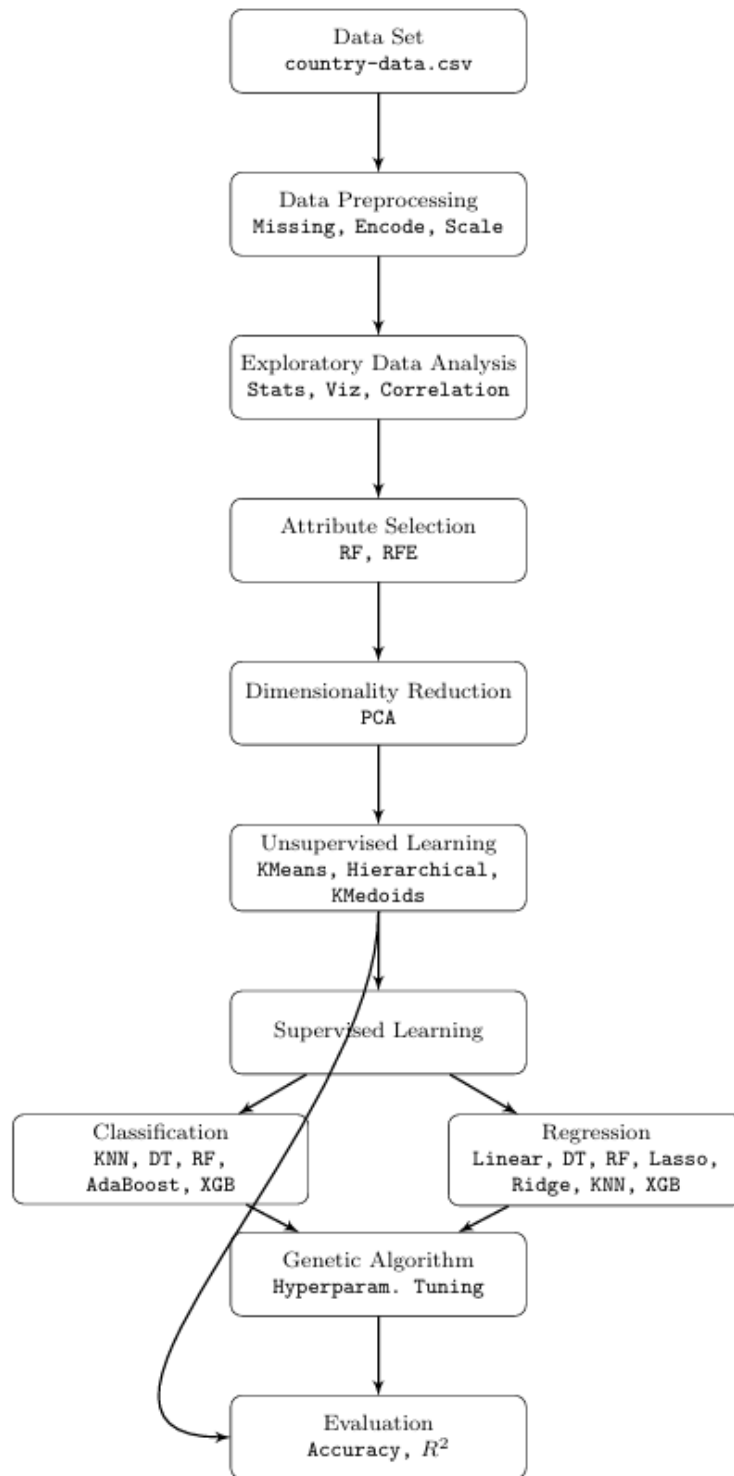 Data Set
country-data.csv
Data Preprocessing
Missing, Encode, Scale
Exploratory Data Analysis
Stats, Viz, Correlation
Attribute Selection
RF, RFE
Dimensionality Reduction
PCA
Unsupervised Learning
KMeans, Hierarchical,
KMedoids
Supervised Learning
Classification
KNN, DT, RF,
AdaBoost, XGB
Regression
Linear, DT, RF, Lasso,
Ridge, KNN, XGB
Genetic Algorithm
Hyperparam. Tuning
Evaluation
Accuracy, R²